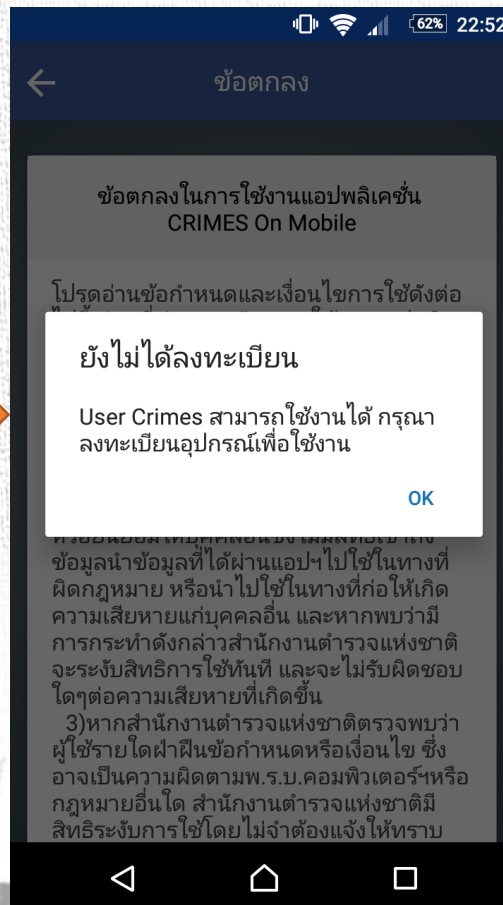 62% 22:52
ข้อตกลง
ข้อตกลงในการใช้งานแอปพลิเคชั่น
CRIMES On Mobile
โปรดอ่านข้อกำหนดและเงื่อนไขการใช้ดังต่อ
ยังไม่ได้ลงทะเบียน
User Crimes สามารถใช้งานได้ กรุณา
ลงทะเบียนอุปกรณ์เพื่อใช้งาน
OK
ข้อมูลนำข้อมูลที่ได้ผ่านแอปฯไปใช้ในทางที่
ผิดกฎหมาย หรือนำไปใช้ในทางที่ก่อให้เกิด
ความเสียหายแก่บุคคลอื่น และหากพบว่ามี
การกระทำดังกล่าวสำนักงานตำรวจแห่งชาติ
จะระงับสิทธิการใช้ทันที และจะไม่รับผิดชอบ
ใดๆต่อความเสียหายที่เกิดขึ้น
3)หากสำนักงานตำรวจแห่งชาติตรวจพบว่า
ผู้ใช้รายใดฝ่าฝืนข้อกำหนดหรือเงื่อนไข ซึ่ง
อาจเป็นความผิดตามพ.ร.บ.คอมพิวเตอร์ฯหรือ
กฎหมายอื่นใด สำนักงานตำรวจแห่งชาติมี
สิทธิระงับการใช้โดยไม่จำต้องแจ้งให้ทราบ